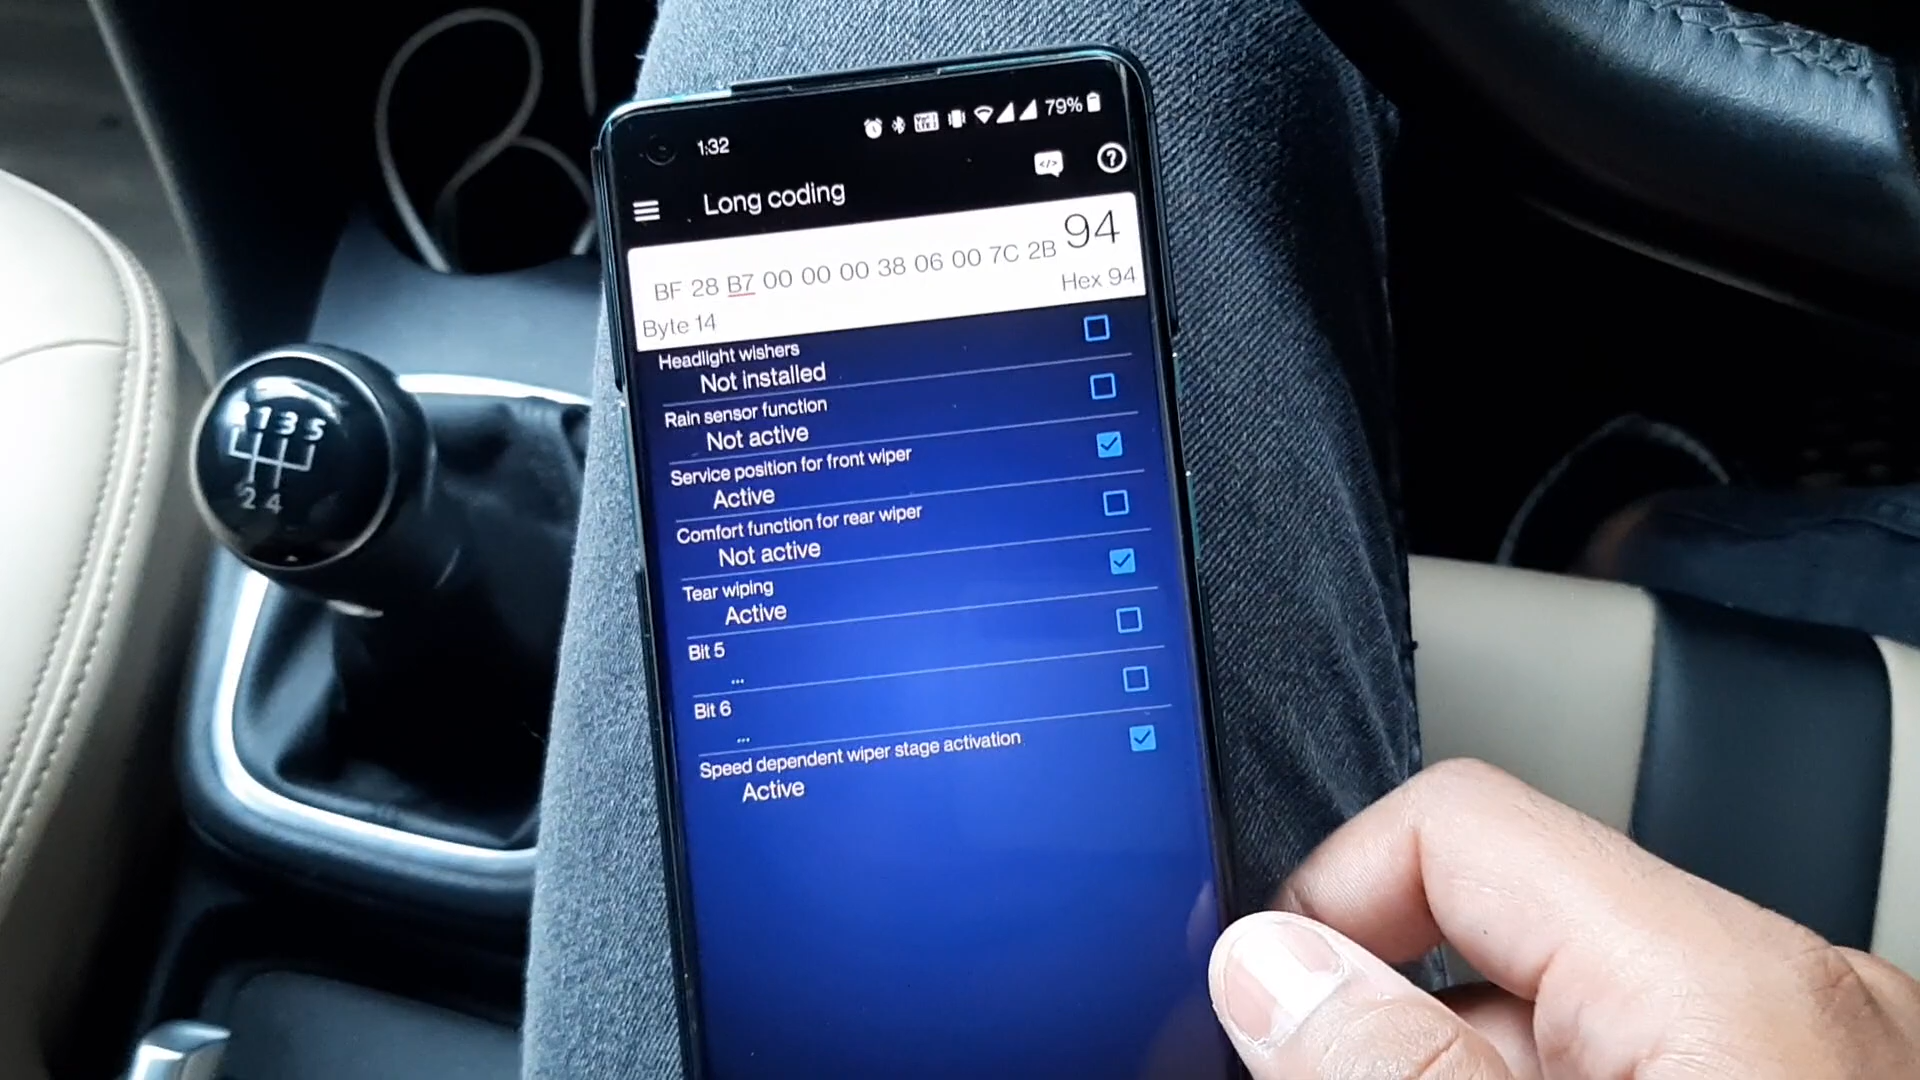 1:32 79%
Long coding
BF 28 B7 00 00 00 38 06 00 7C 2B 94
Byte 14 Hex 94
Headlight wishers
Not installed
Rain sensor function
Not active
Service position for front wiper
Active
Comfort function for rear wiper
Not active
Tear wiping
Active
Bit 5
...
Bit 6
...
Speed dependent wiper stage activation
Active
R 1 3 5
2 4